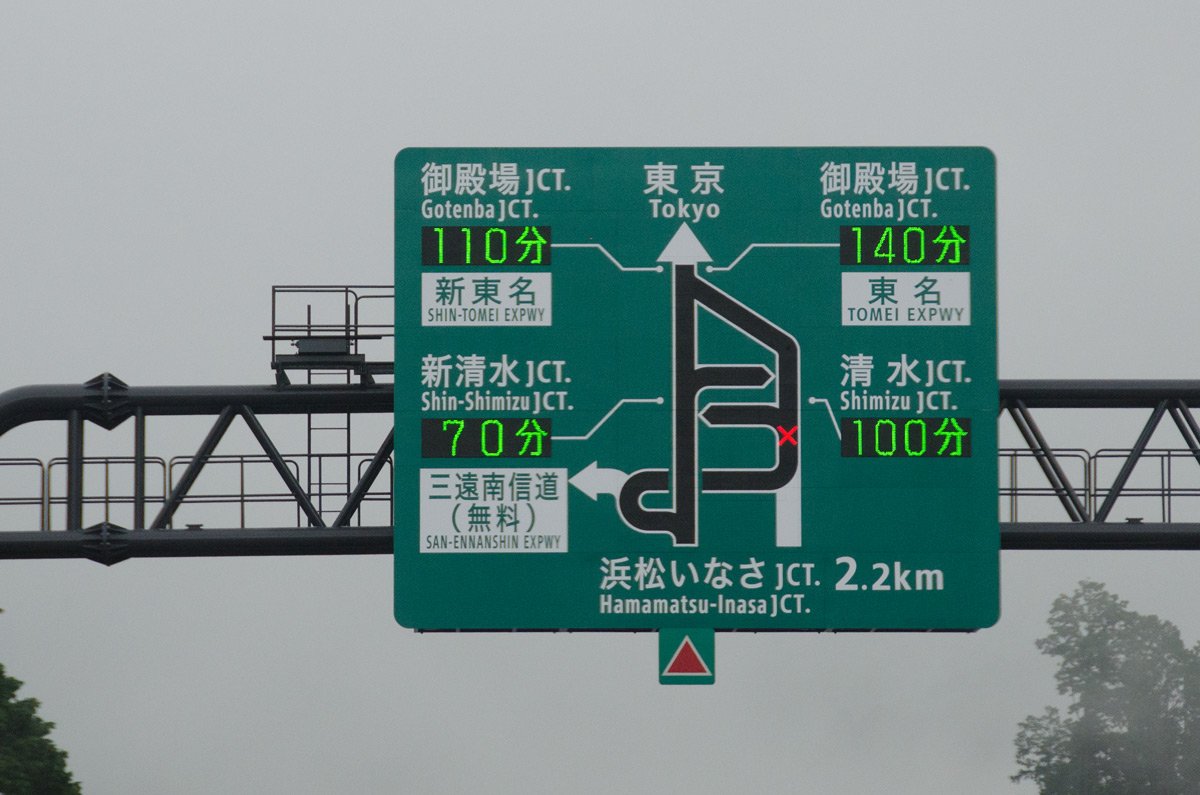 御殿場JCT.
Gotenba JCT.
110分
新東名
SHIN-TOMEI EXPWY
東京
Tokyo
御殿場JCT.
Gotenba JCT.
140分
東名
TOMEI EXPWY
新清水JCT.
Shin-Shimizu JCT.
70分
清水JCT.
Shimizu JCT.
100分
三遠南信道
(無料)
SAN-ENNANSHIN EXPWY
浜松いなさJCT. 2.2km
Hamamatsu-Inasa JCT.